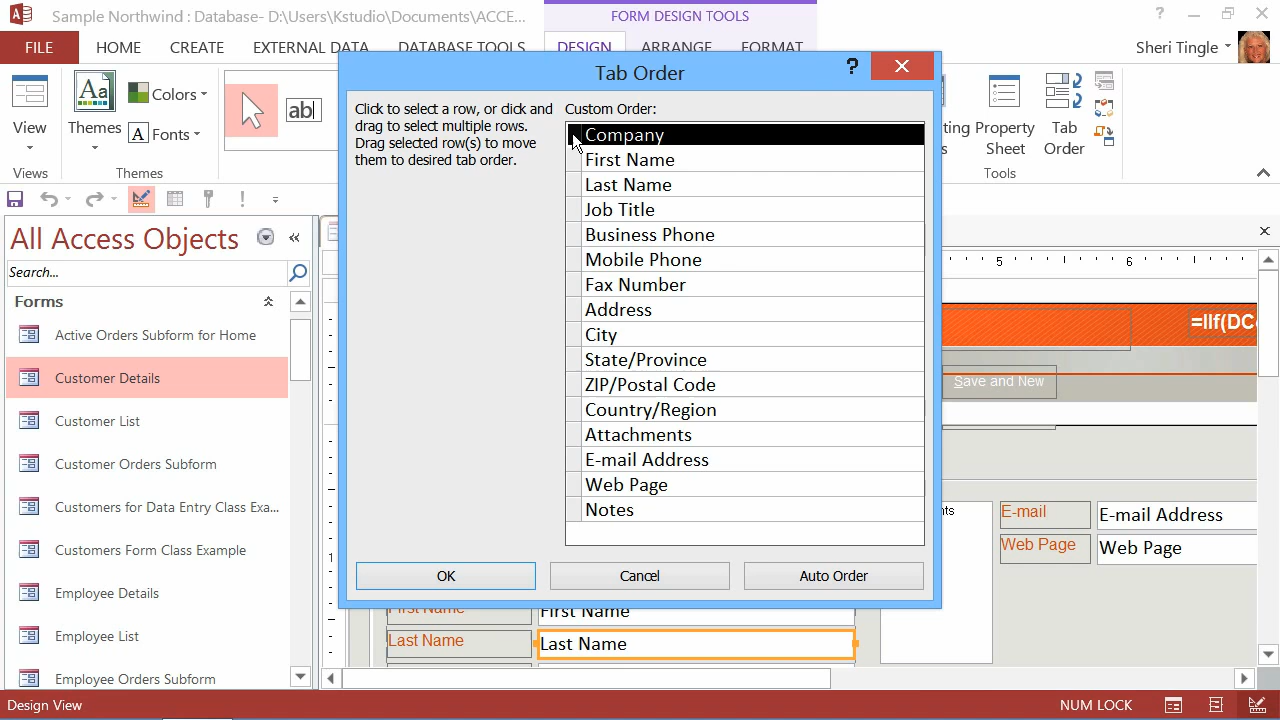 Sample Northwind : Database- D:\Users\Kstudio\Documents\ACCE...
FORM DESIGN TOOLS
?
FILE
HOME
CREATE
EXTERNAL DATA
DATABASE TOOLS
DESIGN
ARRANGE
FORMAT
Sheri Tingle
View
Views
Aa
Themes
Colors
Fonts
Themes
ab
Property
Sheet
Tab
Order
Tools
Tab Order
?
Click to select a row, or click and
drag to select multiple rows.
Drag selected row(s) to move
them to desired tab order.
Custom Order:
Company
First Name
Last Name
Job Title
Business Phone
Mobile Phone
Fax Number
Address
City
State/Province
ZIP/Postal Code
Country/Region
Attachments
E-mail Address
Web Page
Notes
OK
Cancel
Auto Order
All Access Objects
Search...
Forms
Active Orders Subform for Home
Customer Details
Customer List
Customer Orders Subform
Customers for Data Entry Class Exa...
Customers Form Class Example
Employee Details
Employee List
Employee Orders Subform
5
6
=IIf(DC
Save and New
E-mail
E-mail Address
Web Page
Web Page
1
First Name
First Name
Last Name
Last Name
Design View
NUM LOCK